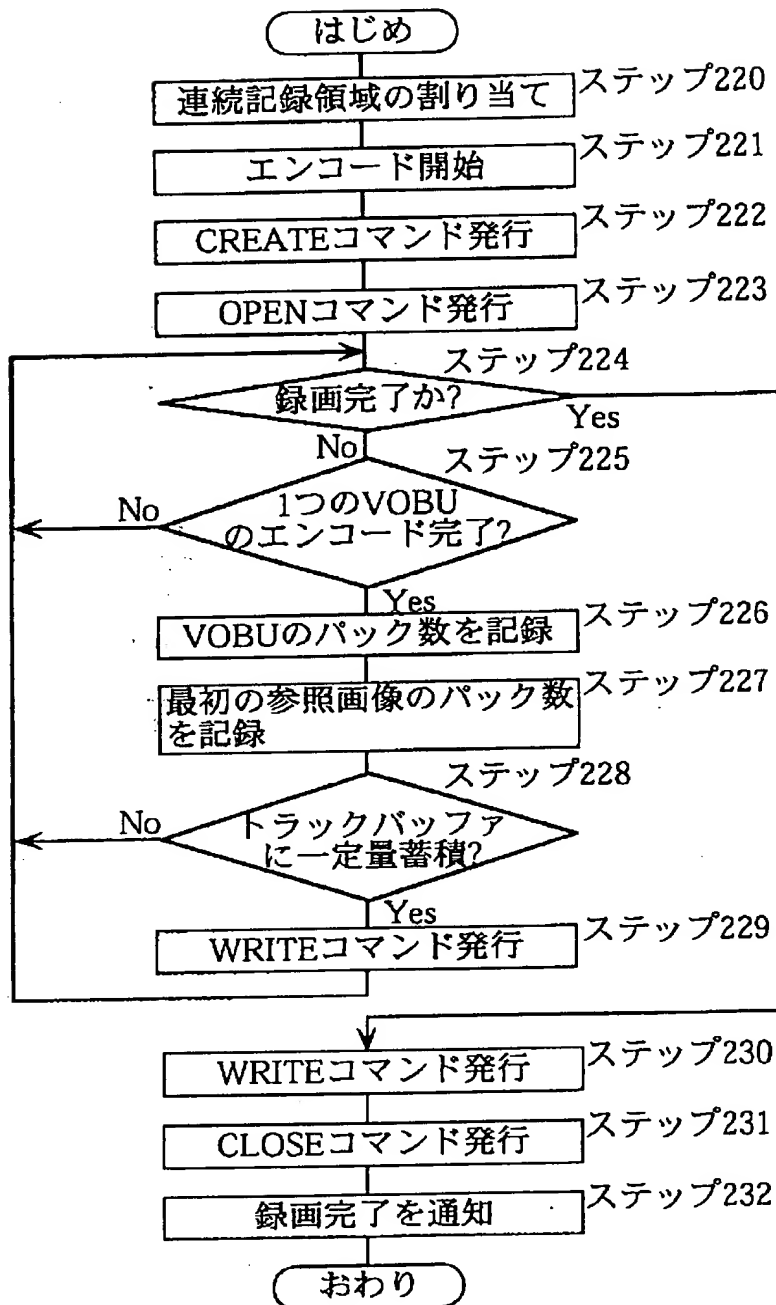 はじめ
ステップ220
連続記録領域の割り当て
ステップ221
エンコード開始
ステップ222
CREATEコマンド発行
ステップ223
OPENコマンド発行
ステップ224
録画完了か?
Yes
No
ステップ225
No
1つのVOBU
のエンコード完了?
Yes
ステップ226
VOBUのパック数を記録
ステップ227
最初の参照画像のパック数
を記録
ステップ228
No
トラックバッファ
に一定量蓄積?
Yes
ステップ229
WRITEコマンド発行
ステップ230
WRITEコマンド発行
ステップ231
CLOSEコマンド発行
ステップ232
録画完了を通知
おわり